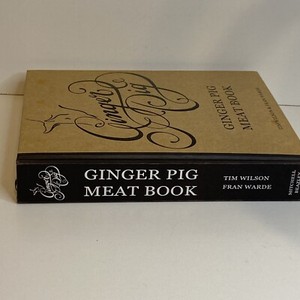 Ginger
Pig
GINGER PIG
MEAT BOOK
GINGER PIG
MEAT BOOK
TIM WILSON
FRAN WARDE
MITCHELL
BEAZLEY